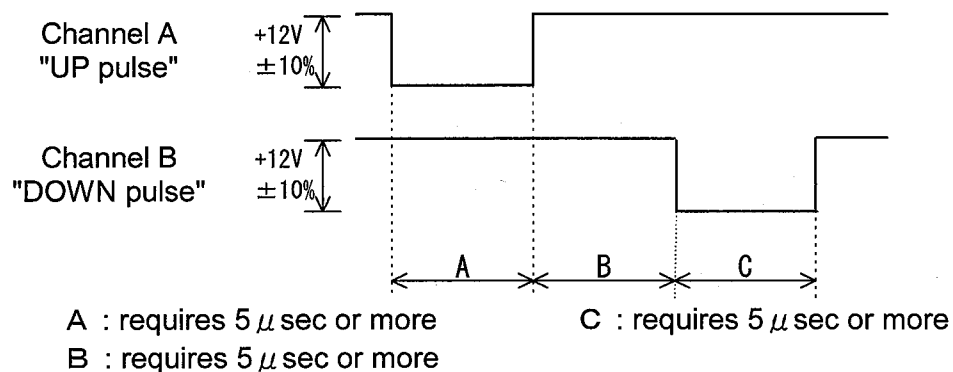 Channel A
"UP pulse"
+12V
±10%
Channel B
"DOWN pulse"
+12V
±10%
A B C
A : requires 5 μ sec or more
C : requires 5 μ sec or more
B : requires 5 μ sec or more